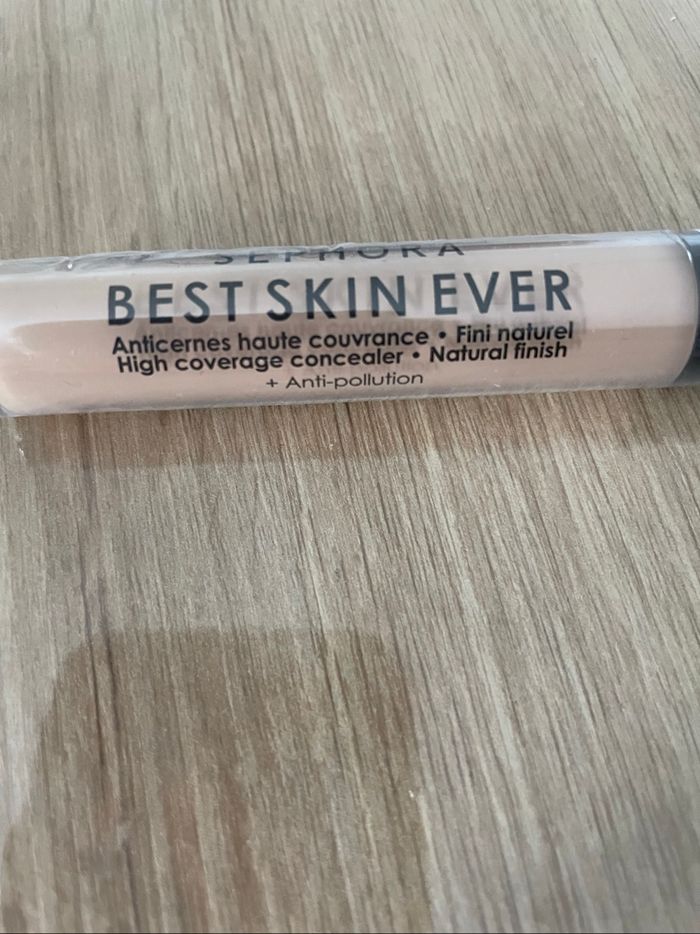 SEPHORA
BEST SKIN EVER
Anticernes haute couvrance • Fini naturel
High coverage concealer • Natural finish
+ Anti-pollution